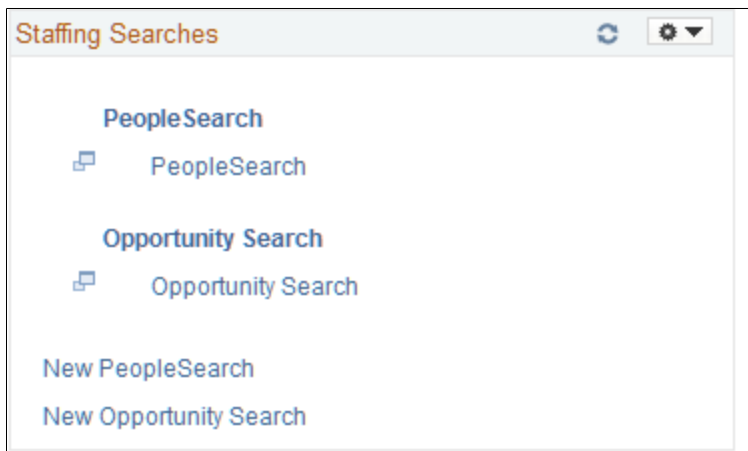 Staffing Searches
PeopleSearch
PeopleSearch
Opportunity Search
Opportunity Search
New PeopleSearch
New Opportunity Search